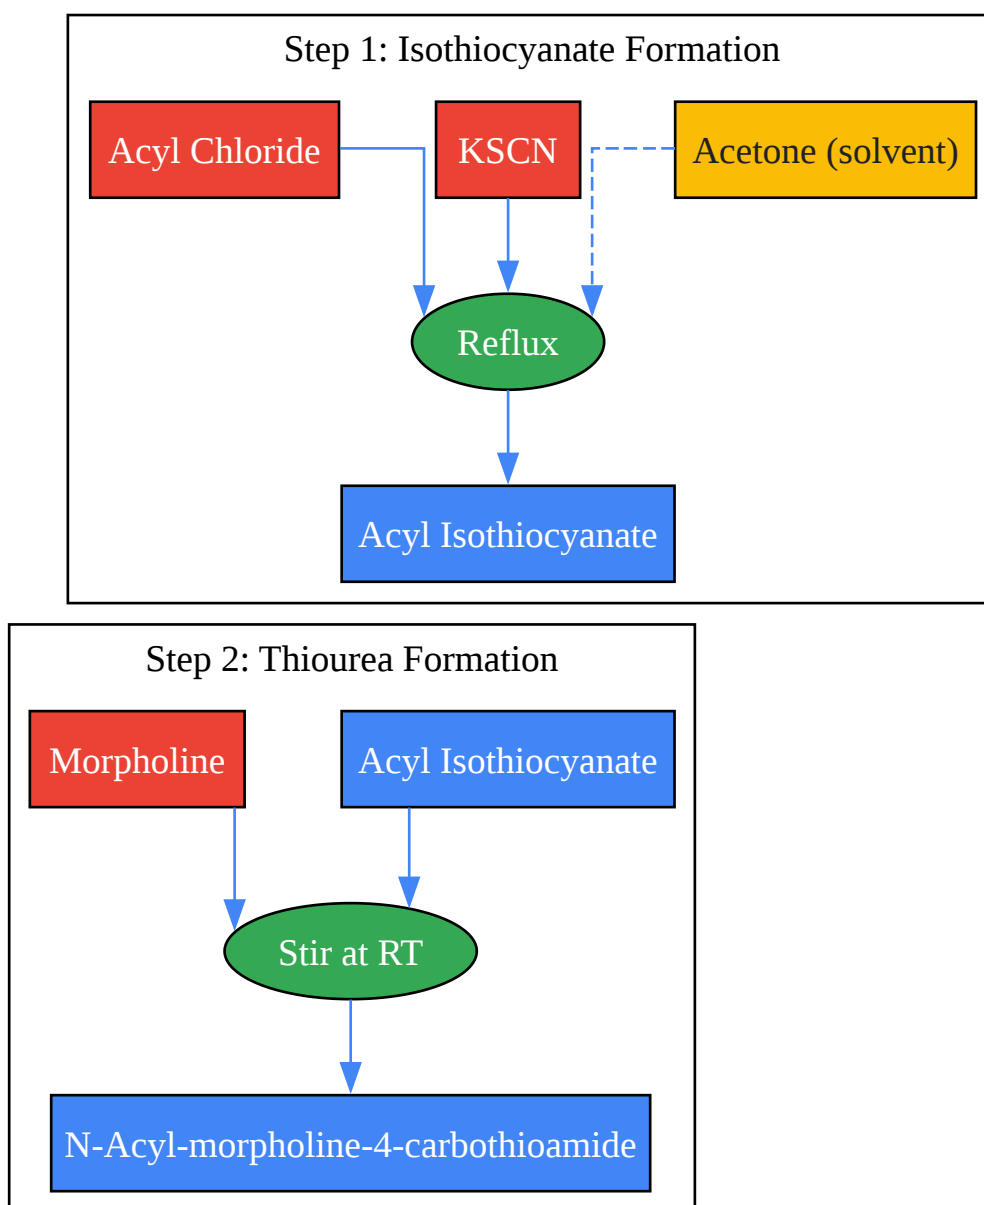 Step 1: Isothiocyanate Formation
Acyl Chloride
KSCN
Acetone (solvent)
Reflux
Acyl Isothiocyanate
Step 2: Thiourea Formation
Morpholine
Acyl Isothiocyanate
Stir at RT
N-Acyl-morpholine-4-carbothioamide